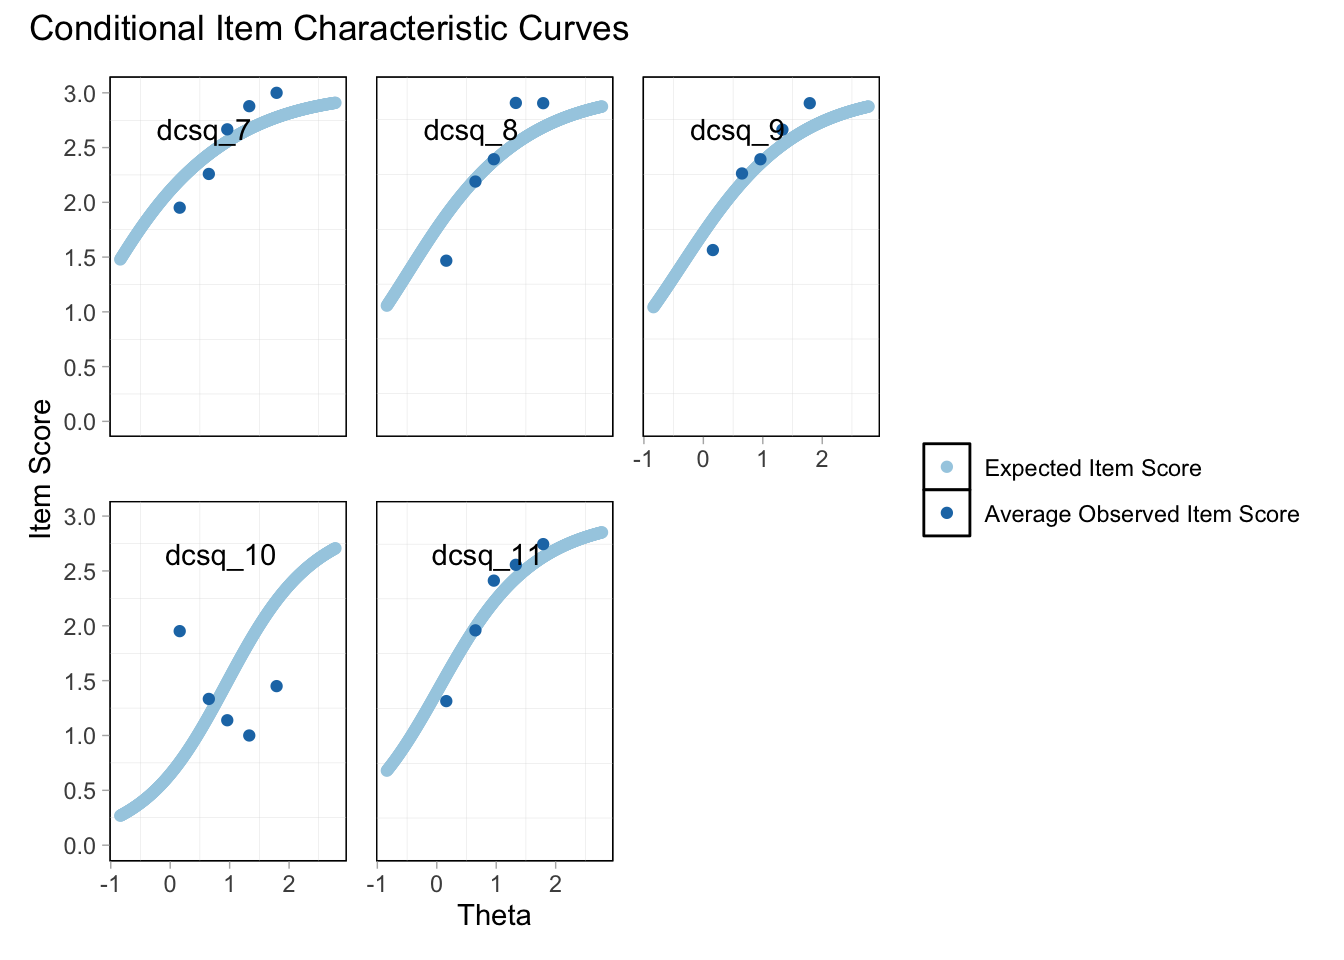 Conditional Item Characteristic Curves
Item Score
dcsq_7
dcsq_8
dcsq_9
3.0
2.5
2.0
1.5
1.0
0.5
0.0
-1 0 1 2
dcsq_10
dcsq_11
3.0
2.5
2.0
1.5
1.0
0.5
0.0
-1 0 1 2
-1 0 1 2
Theta
Expected Item Score
Average Observed Item Score